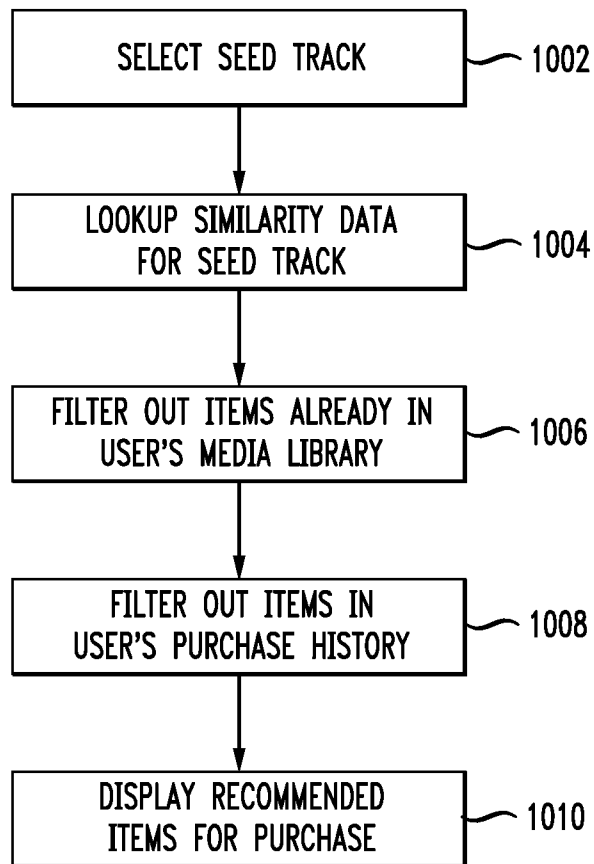 SELECT SEED TRACK
1002
LOOKUP SIMILARITY DATA
FOR SEED TRACK
1004
FILTER OUT ITEMS ALREADY IN
USER'S MEDIA LIBRARY
1006
FILTER OUT ITEMS IN
USER'S PURCHASE HISTORY
1008
DISPLAY RECOMMENDED
ITEMS FOR PURCHASE
1010